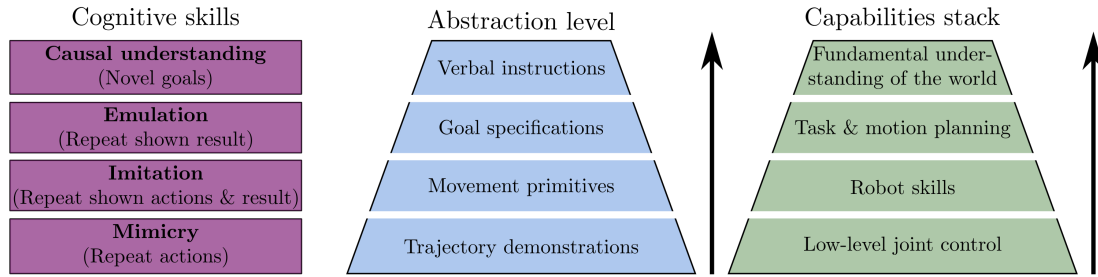 Cognitive skills
Causal understanding
(Novel goals)
Emulation
(Repeat shown result)
Imitation
(Repeat shown actions & result)
Mimicry
(Repeat actions)
Abstraction level
Verbal instructions
Goal specifications
Movement primitives
Trajectory demonstrations
Capabilities stack
Fundamental under-
standing of the world
Task & motion planning
Robot skills
Low-level joint control